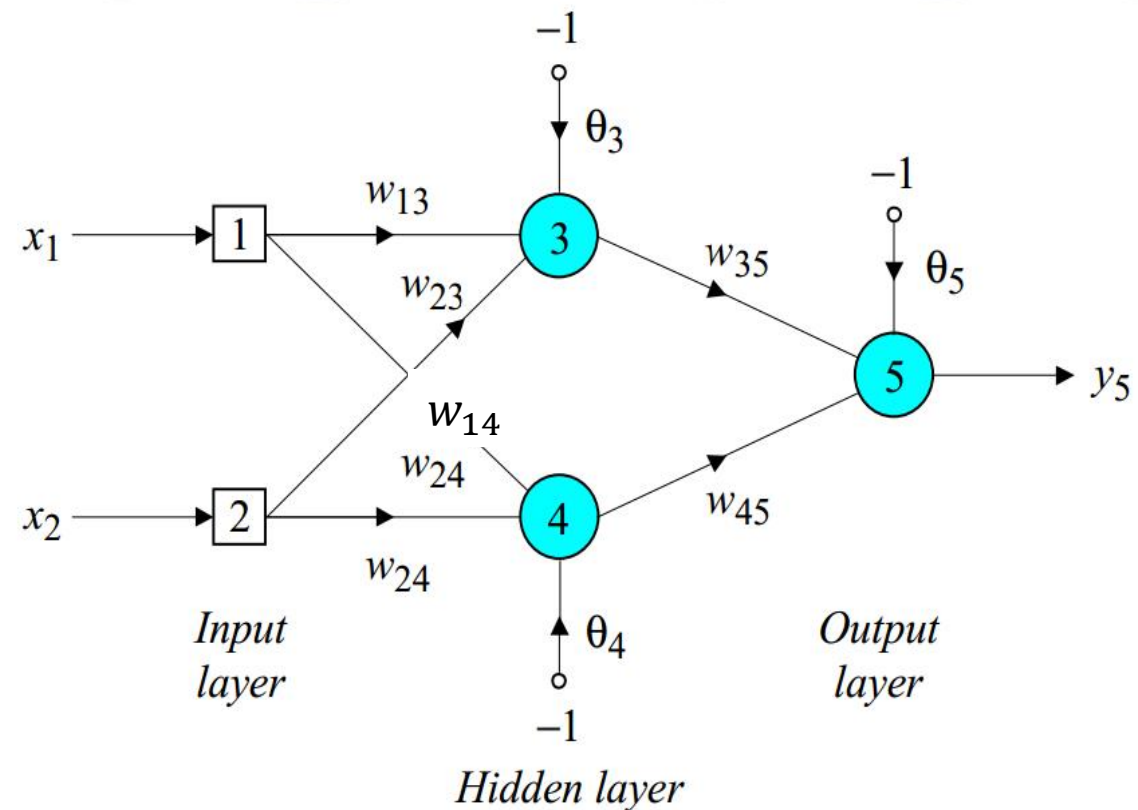 −1
θ3
w13
x1
1
3
−1
w23
w35
θ5
5
y5
w14
w24
x2
2
4
w45
w24
Input
layer
θ4
Output
layer
−1
Hidden layer